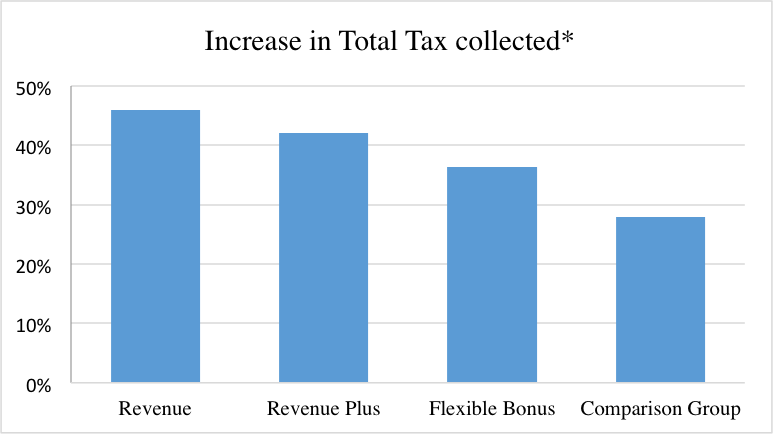 Increase in Total Tax collected*
50%
40%
30%
20%
10%
0%
Revenue
Revenue Plus
Flexible Bonus
Comparison Group